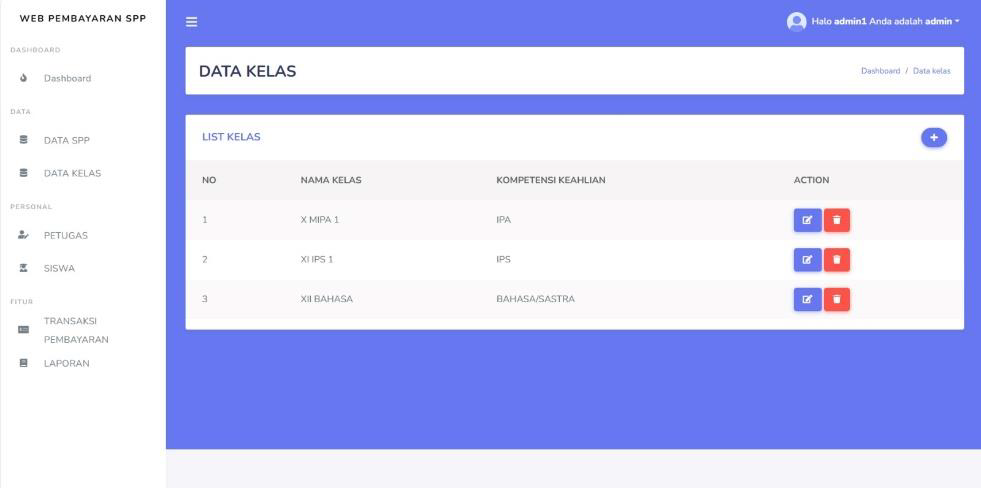 WEB PEMBAYARAN SPP
Halo admin1 Anda adalah admin
DASHBOARD
Dashboard
DATA
DATA SPP
DATA KELAS
PERSONAL
PETUGAS
SISWA
FITUR
TRANSAKSI
PEMBAYARAN
LAPORAN
DATA KELAS
Dashboard / Data kelas
LIST KELAS
NO NAMA KELAS KOMPETENSI KEAHLIAN ACTION
1 X MIPA 1 IPA
2 XI IPS 1 IPS
3 XII BAHASA BAHASA/SASTRA